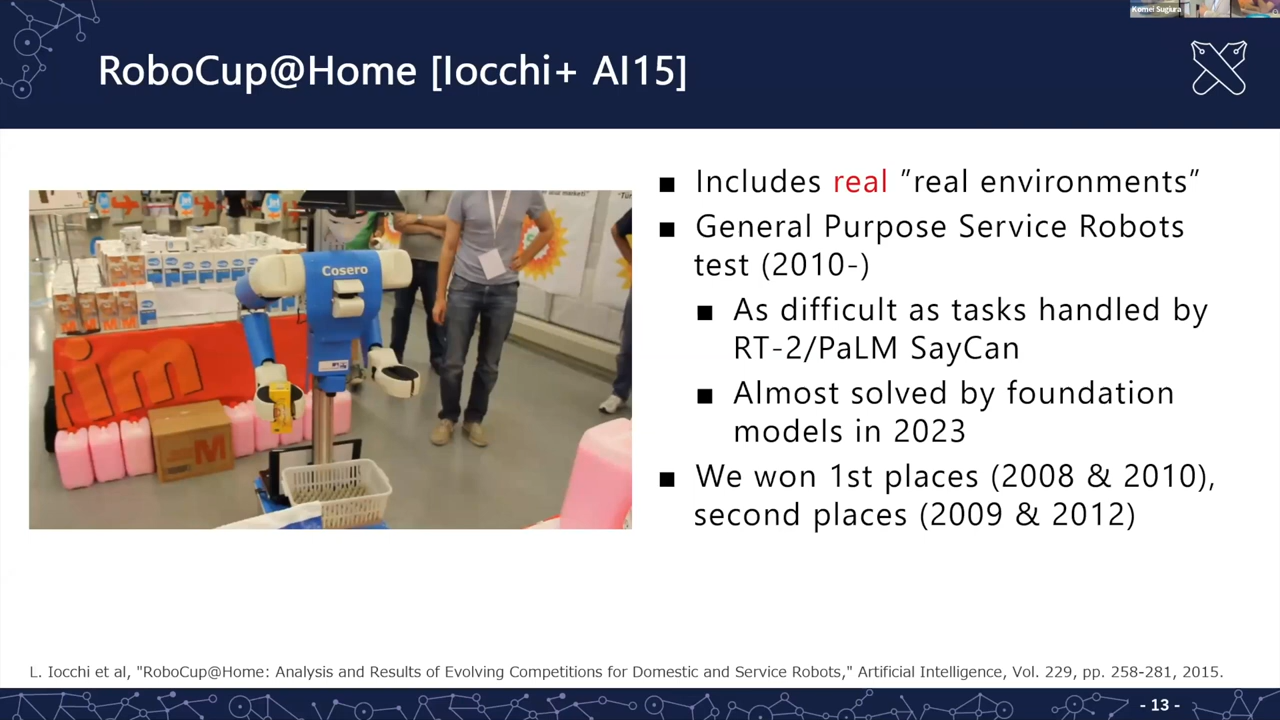 Komei Sugiura
RoboCup@Home [Iocchi+ AI15]
Cosero
im
M
■ Includes real ”real environments”
■ General Purpose Service Robots
test (2010-)
■ As difficult as tasks handled by
RT-2/PaLM SayCan
■ Almost solved by foundation
models in 2023
■ We won 1st places (2008 & 2010),
second places (2009 & 2012)
L. Iocchi et al, "RoboCup@Home: Analysis and Results of Evolving Competitions for Domestic and Service Robots," Artificial Intelligence, Vol. 229, pp. 258-281, 2015.
- 13 -